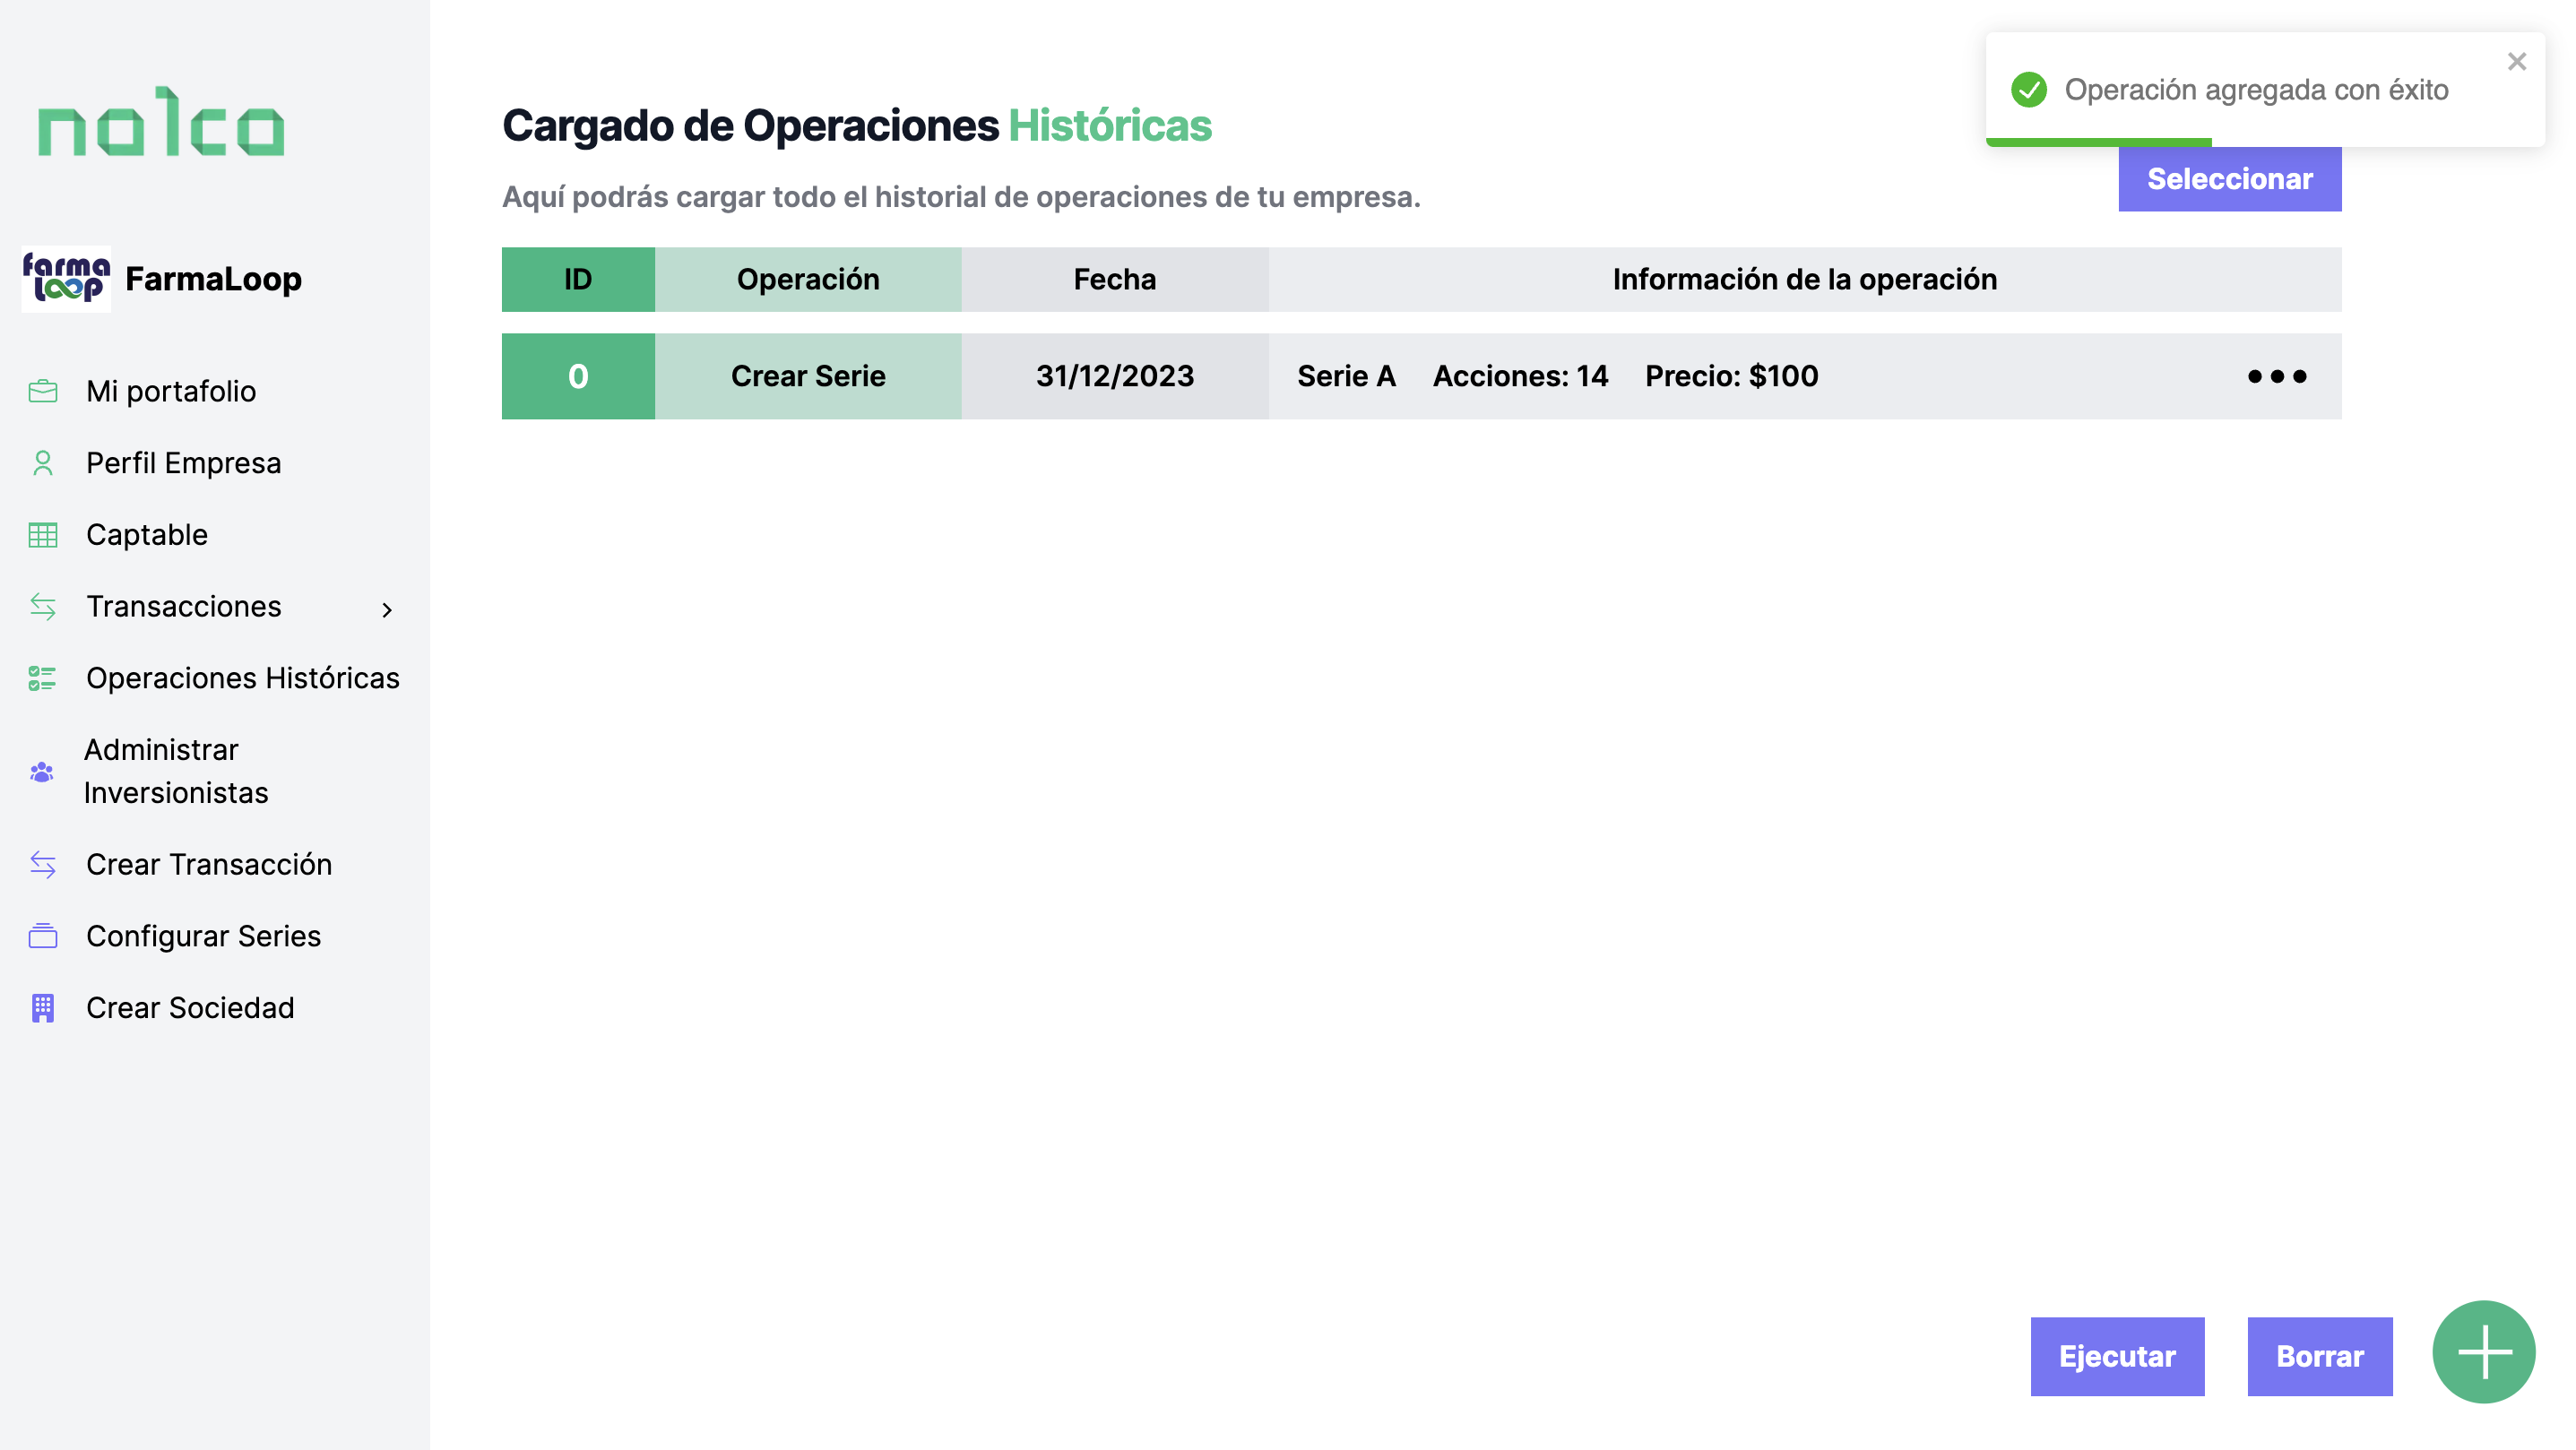 nalca
farma
loop
FarmaLoop
Mi portafolio
Perfil Empresa
Captable
Transacciones
Operaciones Históricas
Administrar
Inversionistas
Crear Transacción
Configurar Series
Crear Sociedad
Operación agregada con éxito
Cargado de Operaciones Históricas
Aquí podrás cargar todo el historial de operaciones de tu empresa.
Seleccionar
ID Operación Fecha Información de la operación
0 Crear Serie 31/12/2023 Serie A Acciones: 14 Precio: $100
Ejecutar Borrar